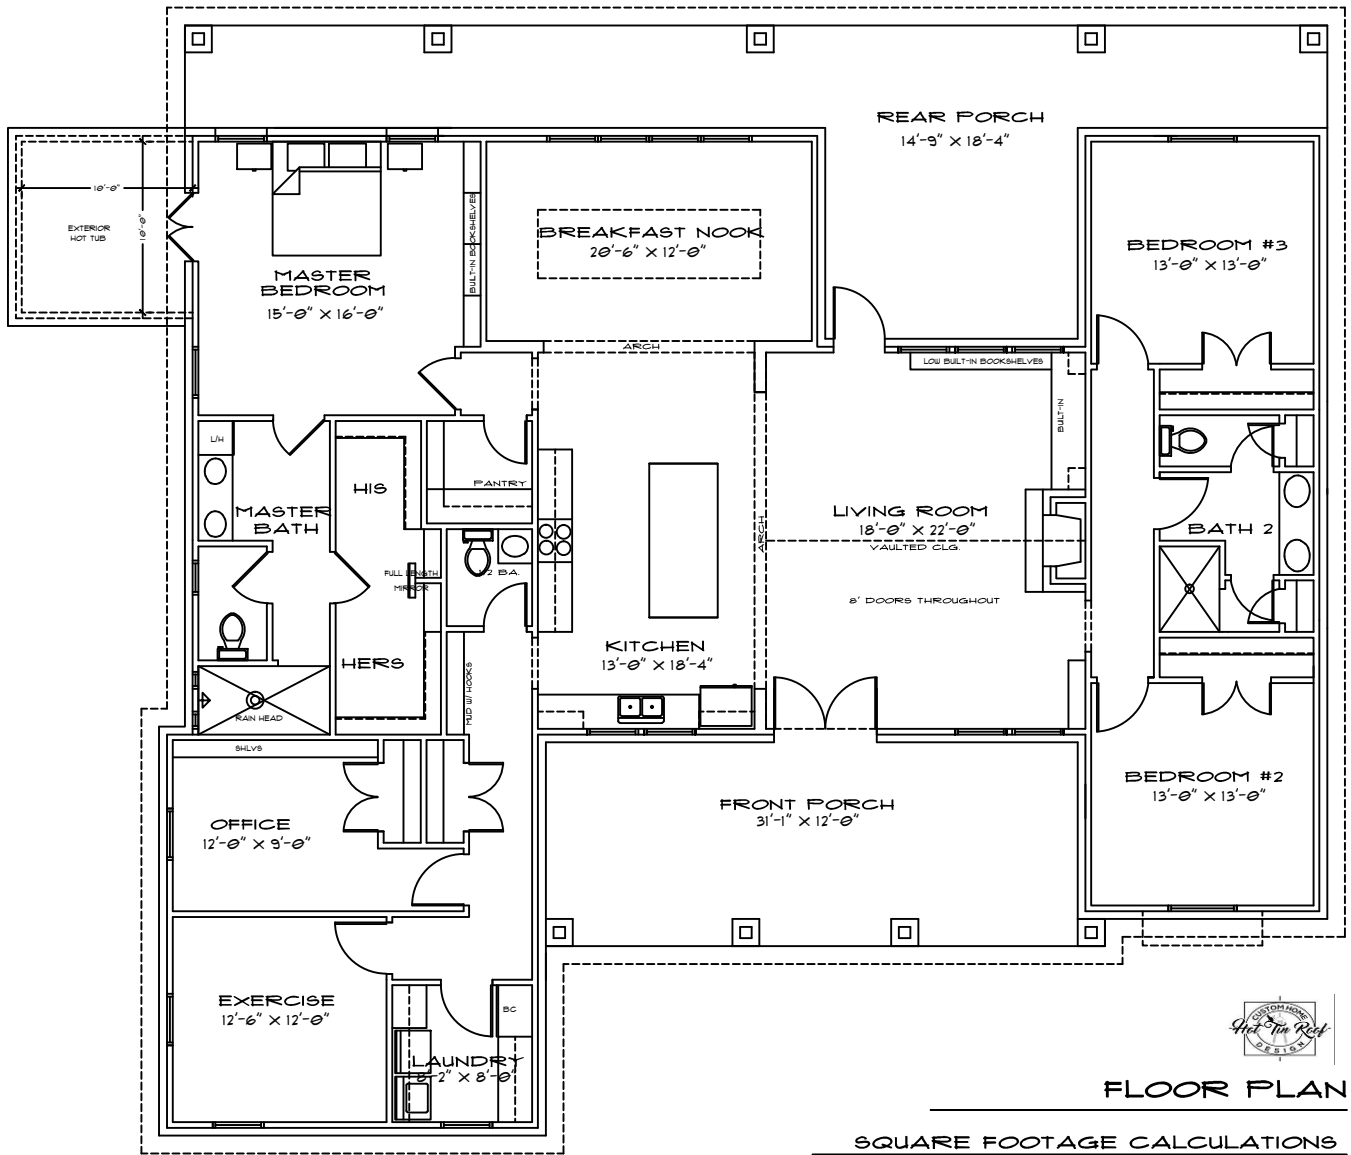 REAR PORCH
14'-9" X 18'-4"
10'-0"
10'-0"
EXTERIOR
HOT TUB
BUILT-IN BOOKSHELVES
BREAKFAST NOOK
20'-6" X 12'-0"
BEDROOM #3
13'-0" X 13'-0"
MASTER
BEDROOM
15'-0" X 16'-0"
ARCH
LOW BUILT-IN BOOKSHELVES
BUILT-IN
L/H
HIS
PANTRY
MASTER
BATH
ARCH
LIVING ROOM
18'-0" X 22'-0"
VAULTED CLG.
BATH 2
FULL LENGTH
MIRROR
1/2 BA.
8' DOORS THROUGHOUT
KITCHEN
13'-0" X 18'-4"
HERS
MUD W/ HOOKS
RAIN HEAD
SHLVS
BEDROOM #2
13'-0" X 13'-0"
FRONT PORCH
31'-1" X 12'-0"
OFFICE
12'-0" X 9'-0"
EXERCISE
12'-6" X 12'-0"
BC
LAUNDRY
8'-2" X 8'-0"
CUSTOM HOME
Hot Tin Roof
DESIGN
FLOOR PLAN
SQUARE FOOTAGE CALCULATIONS